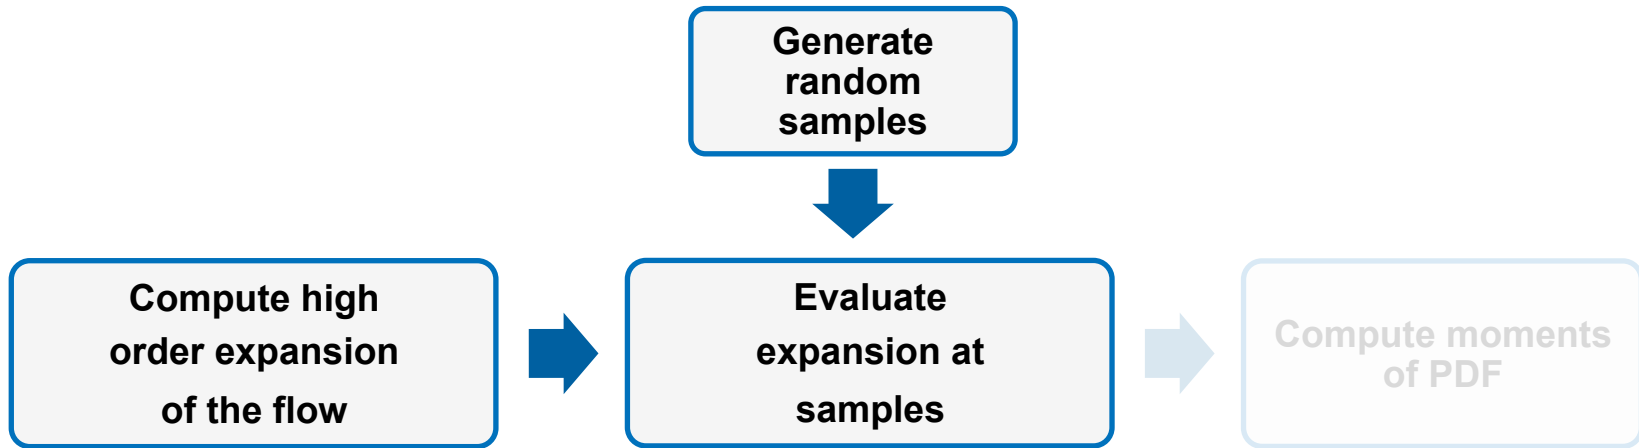 Generate
random
samples
Compute high
order expansion
of the flow
Evaluate
expansion at
samples
Compute moments
of PDF